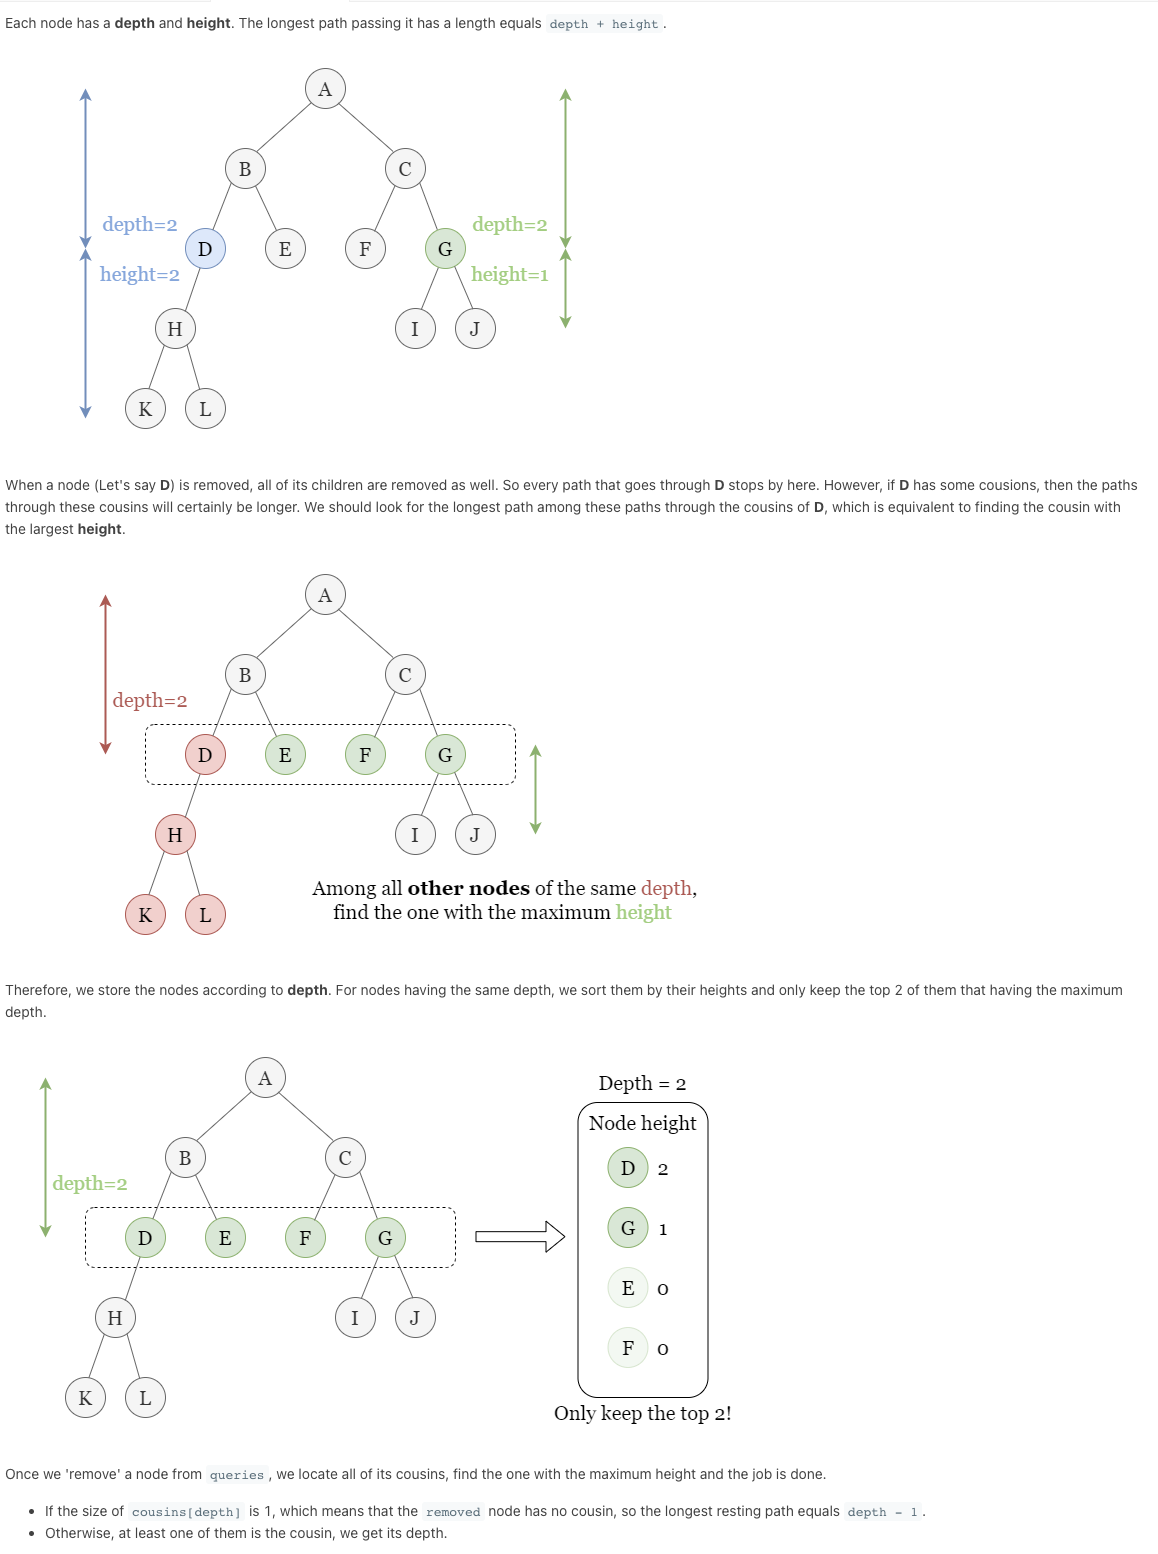 Each node has a depth and height. The longest path passing it has a length equals depth + height .
A
B
C
depth=2
depth=2
D
E
F
G
height=2
height=1
H
I
J
K
L
When a node (Let's say D) is removed, all of its children are removed as well. So every path that goes through D stops by here. However, if D has some cousions, then the paths
through these cousins will certainly be longer. We should look for the longest path among these paths through the cousins of D, which is equivalent to finding the cousin with
the largest height.
A
B
C
depth=2
D
E
F
G
H
I
J
Among all other nodes of the same depth,
K
L
find the one with the maximum height
Therefore, we store the nodes according to depth. For nodes having the same depth, we sort them by their heights and only keep the top 2 of them that having the maximum
depth.
A
Depth = 2
Node height
B
C
D 2
depth=2
D
E
F
G
G 1
E 0
H
I
J
F 0
K
L
Only keep the top 2!
Once we 'remove' a node from queries , we locate all of its cousins, find the one with the maximum height and the job is done.
• If the size of cousins[depth] is 1, which means that the removed node has no cousin, so the longest resting path equals depth - 1 .
• Otherwise, at least one of them is the cousin, we get its depth.